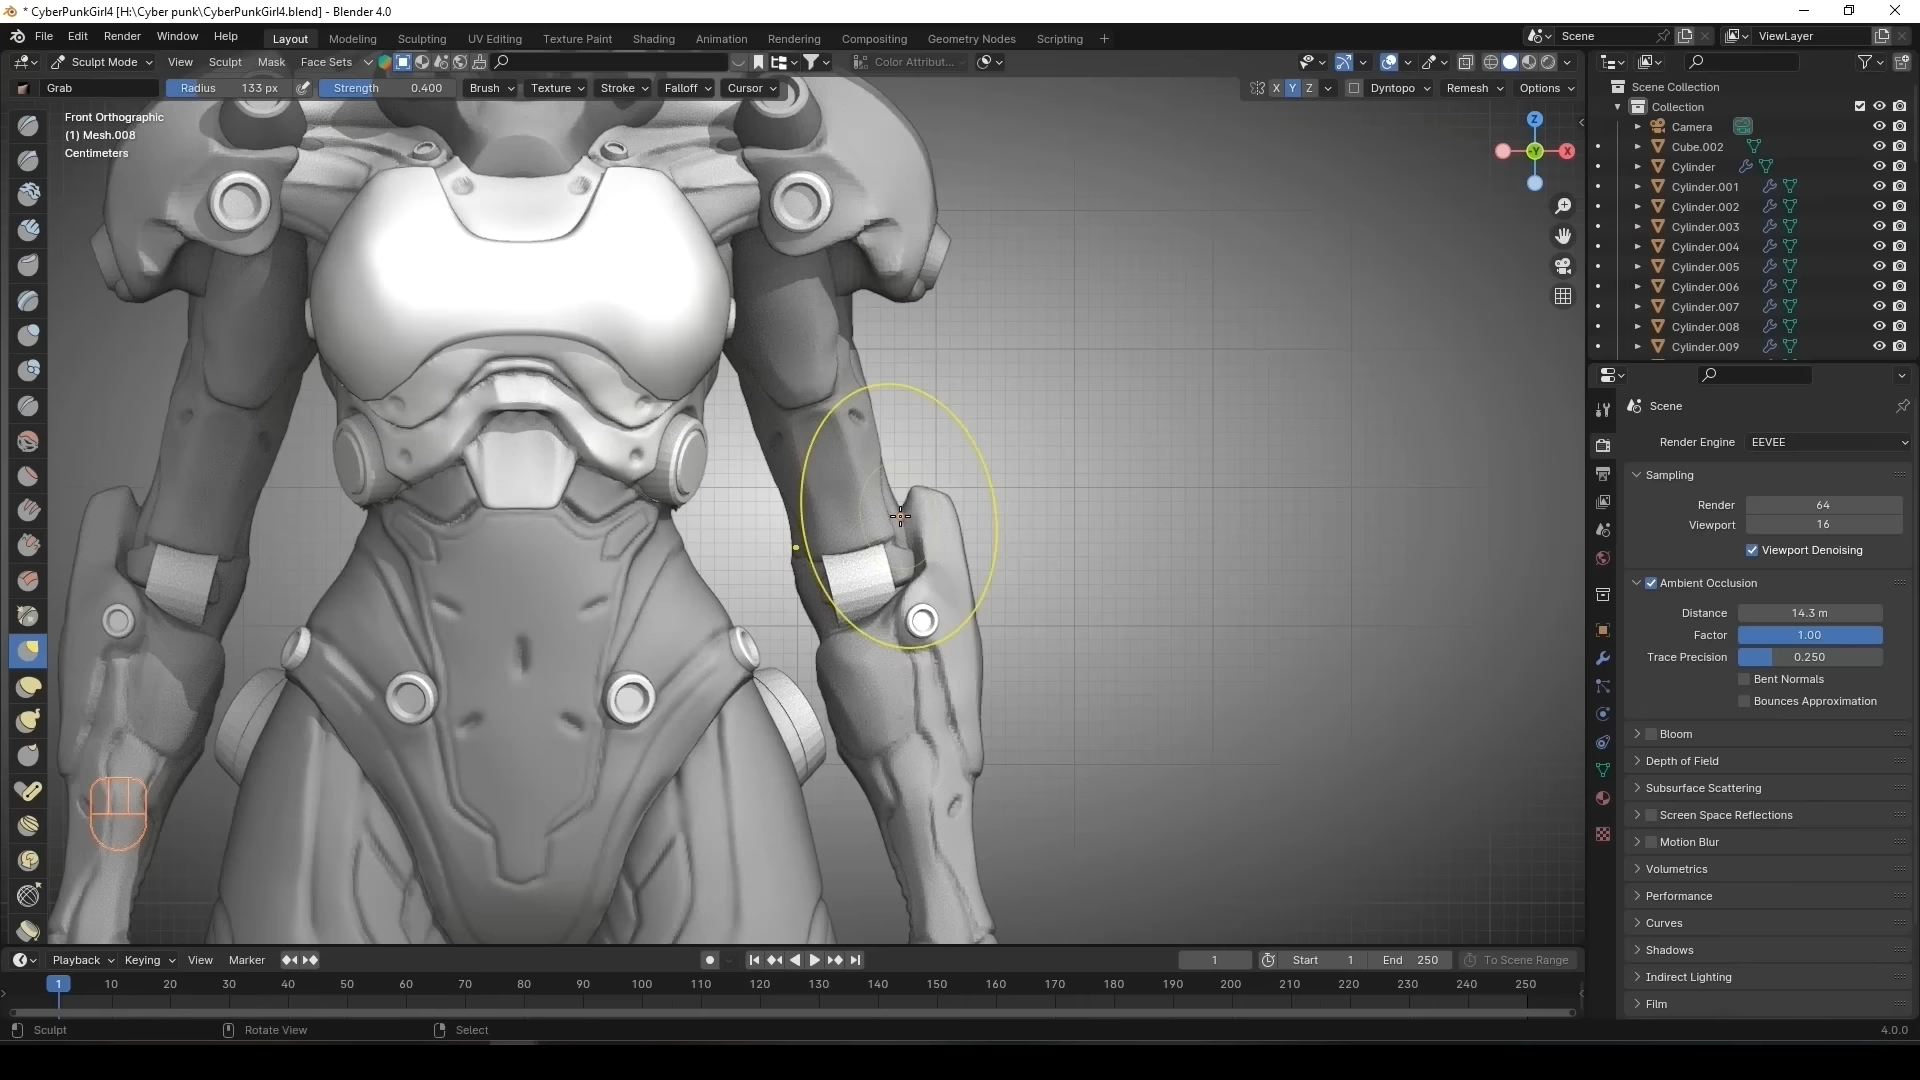 * CyberPunkGirl4 [H:\Cyber punk\CyberPunkGirl4.blend] - Blender 4.0
File Edit Render Window Help Layout Modeling Sculpting UV Editing Texture Paint Shading Animation Rendering Compositing Geometry Nodes Scripting + Scene ViewLayer
Sculpt Mode View Sculpt Mask Face Sets Color Attribut...
Grab Radius 133 px Strength 0.400 Brush Texture Stroke Falloff Cursor X Y Z Dyntopo Remesh Options
Front Orthographic
(1) Mesh.008
Centimeters
Z
-Y X
Scene Collection
Collection
Camera
Cube.002
Cylinder
Cylinder.001
Cylinder.002
Cylinder.003
Cylinder.004
Cylinder.005
Cylinder.006
Cylinder.007
Cylinder.008
Cylinder.009
Scene
Render Engine EEVEE
Sampling
Render 64
Viewport 16
Viewport Denoising
Ambient Occlusion
Distance 14.3 m
Factor 1.00
Trace Precision 0.250
Bent Normals
Bounces Approximation
Bloom
Depth of Field
Subsurface Scattering
Screen Space Reflections
Motion Blur
Volumetrics
Performance
Curves
Shadows
Indirect Lighting
Film
Playback Keying View Marker 1 Start 1 End 250 To Scene Range
1 10 20 30 40 50 60 70 80 90 100 110 120 130 140 150 160 170 180 190 200 210 220 230 240 250
Sculpt Rotate View Select 4.0.0